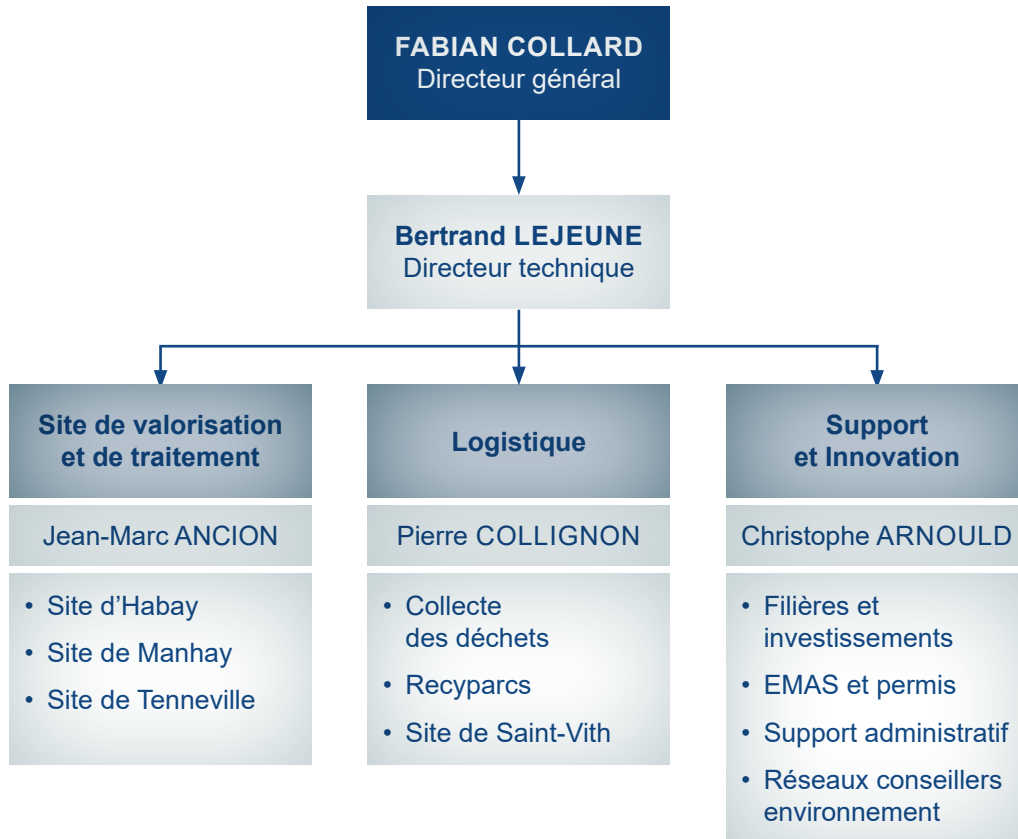 FABIAN COLLARD
Directeur général
Bertrand LEJEUNE
Directeur technique
Site de valorisation
et de traitement
Jean-Marc ANCION
• Site d’Habay
• Site de Manhay
• Site de Tenneville
Logistique
Pierre COLLIGNON
• Collecte
des déchets
• Recyparcs
• Site de Saint-Vith
Support
et Innovation
Christophe ARNOULD
• Filières et
investissements
• EMAS et permis
• Support administratif
• Réseaux conseillers
environnement